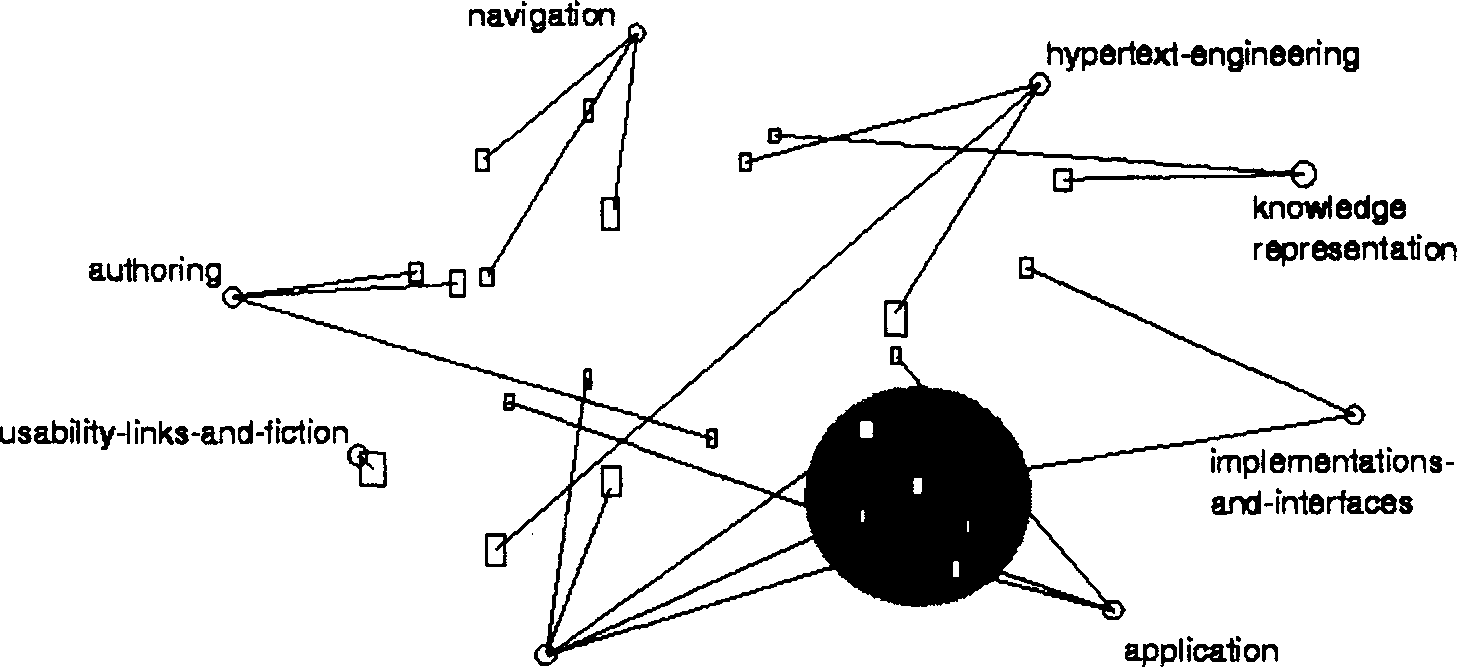 navigation
hypertext-engineering
knowledge
representation
authoring
usability-links-and-fiction
implementations-
and-interfaces
application